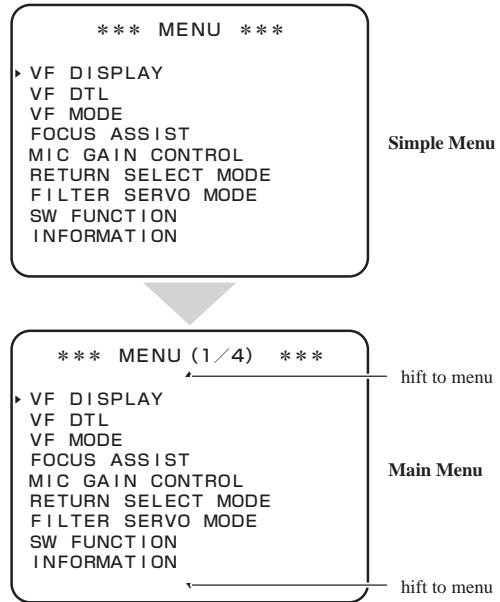 *** MENU ***
VF DISPLAY
VF DTL
VF MODE
FOCUS ASSIST
MIC GAIN CONTROL
RETURN SELECT MODE
FILTER SERVO MODE
SW FUNCTION
INFORMATION
Simple Menu
*** MENU (1/4) ***
hift to menu
VF DISPLAY
VF DTL
VF MODE
FOCUS ASSIST
MIC GAIN CONTROL
RETURN SELECT MODE
FILTER SERVO MODE
SW FUNCTION
INFORMATION
Main Menu
hift to menu